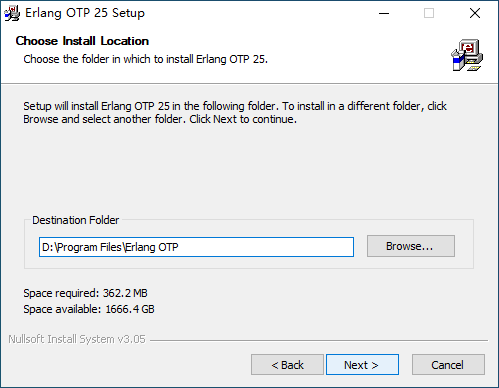 Erlang OTP 25 Setup
Choose Install Location
Choose the folder in which to install Erlang OTP 25.
Setup will install Erlang OTP 25 in the following folder. To install in a different folder, click
Browse and select another folder. Click Next to continue.
Destination Folder
D:\Program Files\Erlang OTP
Browse...
Space required: 362.2 MB
Space available: 1666.4 GB
Nullsoft Install System v3.05
< Back
Next >
Cancel